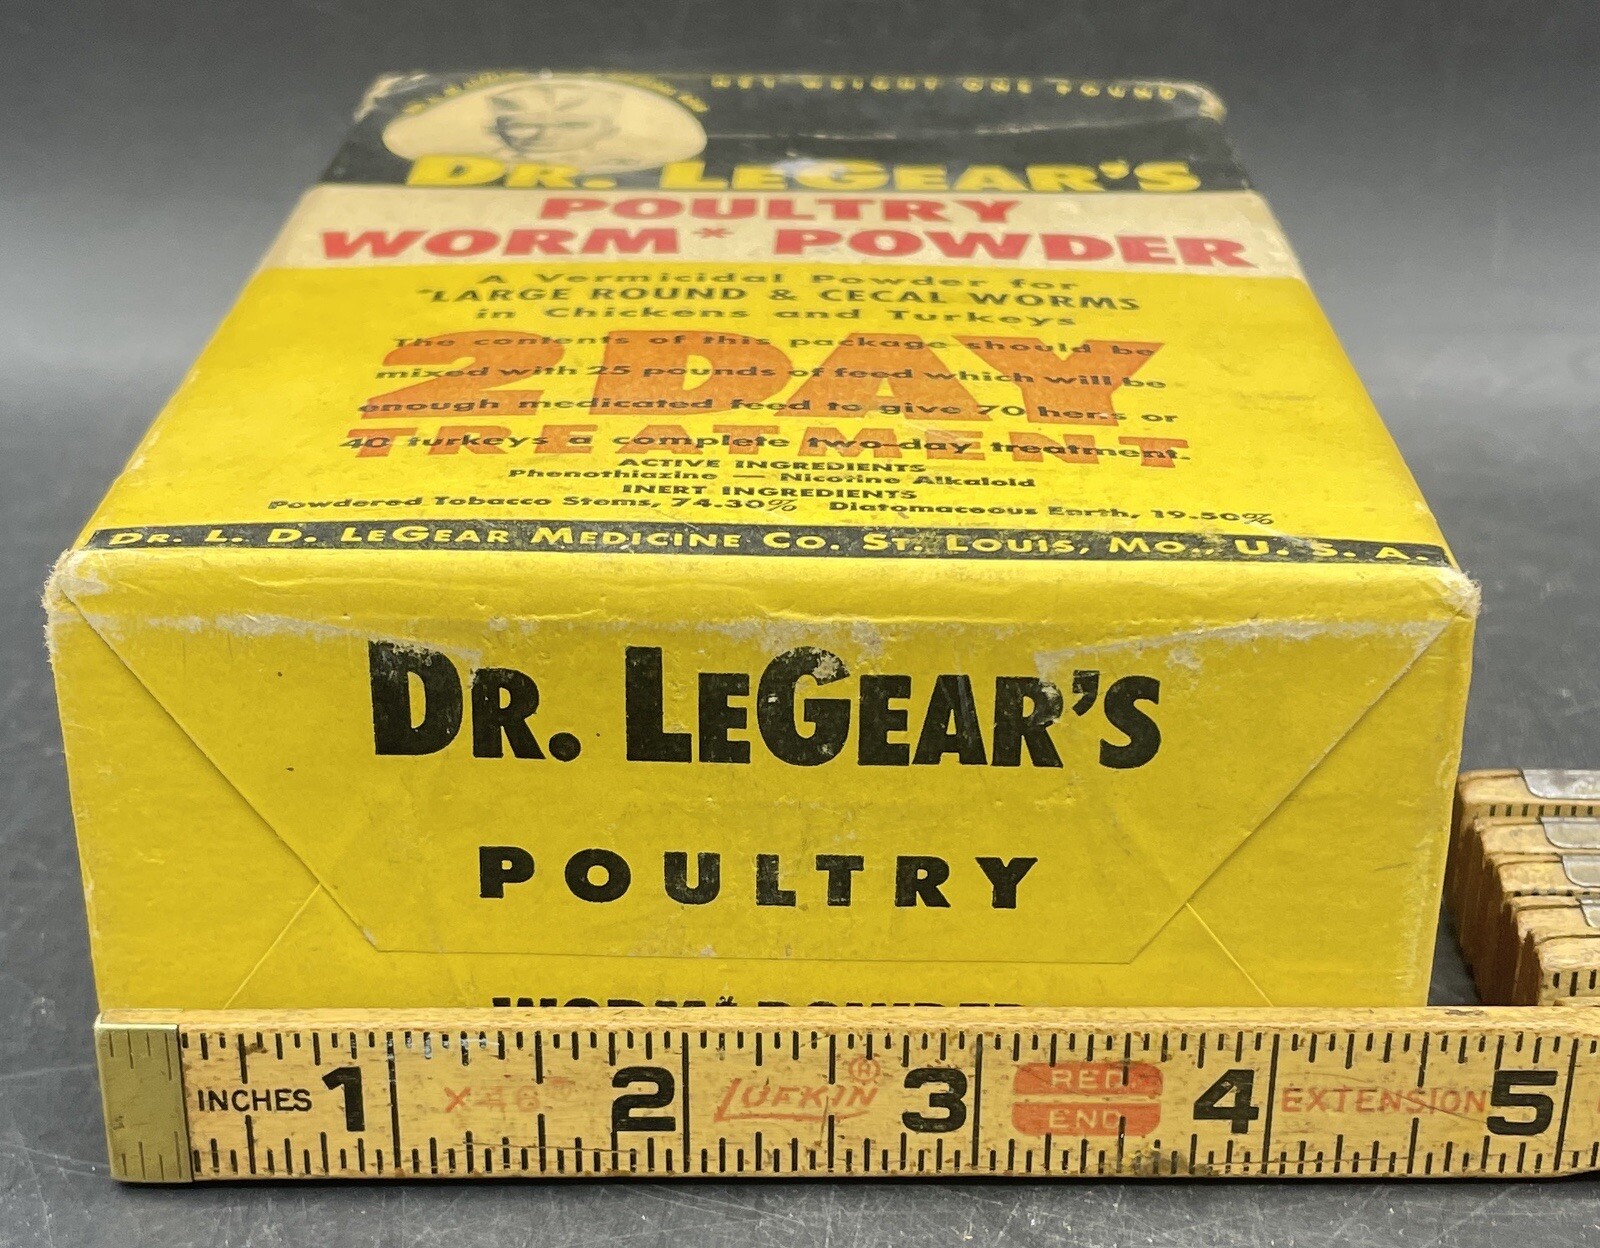 NET WEIGHT ONE POUND
DR. LEGEAR'S
POULTRY
WORM* POWDER
A Vermicidal Powder for
*LARGE ROUND & CECAL WORMS
in Chickens and Turkeys
2 DAY
TREATMENT
The contents of this package should be
mixed with 25 pounds of feed which will be
enough medicated feed to give 70 hens or
40 turkeys a complete two-day treatment.
ACTIVE INGREDIENTS
Phenothiazine — Nicotine Alkaloid
INERT INGREDIENTS
Powdered Tobacco Stems, 74.30% Diatomaceous Earth, 19.50%
DR. L. D. LEGEAR MEDICINE CO. ST. LOUIS, MO., U. S. A.
DR. LEGEAR'S
POULTRY
WORM* POWDER
INCHES 1 X46 2 LUFKIN ® 3 RED END 4 EXTENSION 5